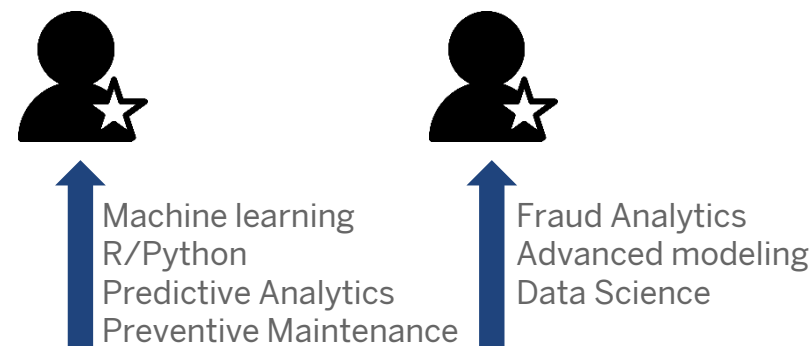 Machine learning
R/Python
Predictive Analytics
Preventive Maintenance
Fraud Analytics
Advanced modeling
Data Science